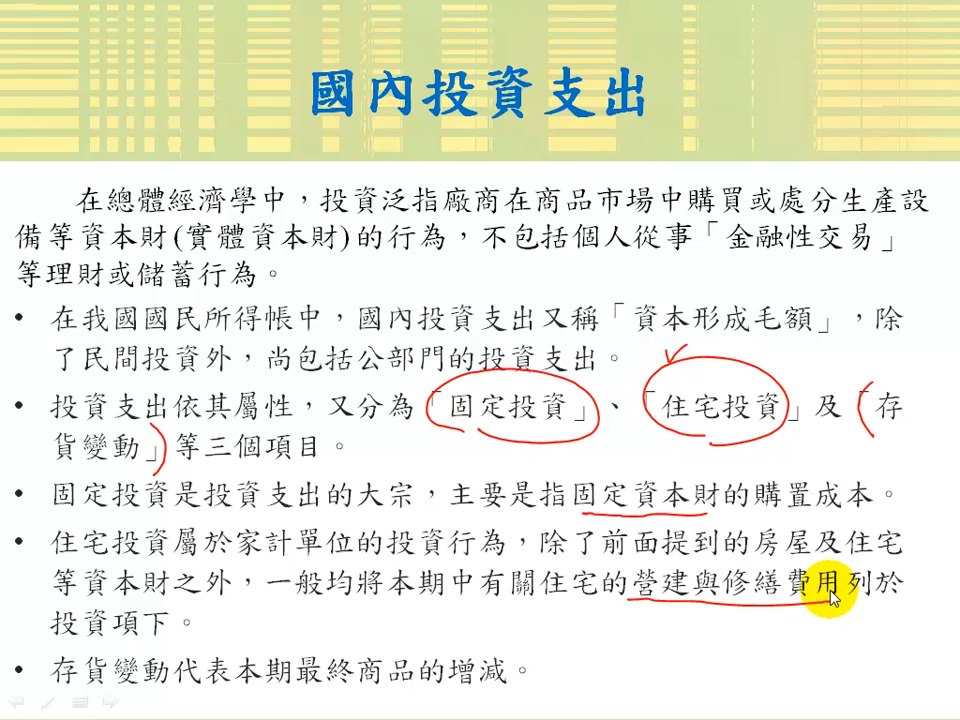 國內投資支出
在總體經濟學中，投資泛指廠商在商品市場中購買或處分生產設
備等資本財(實體資本財)的行為，不包括個人從事「金融性交易」
等理財或儲蓄行為。
• 在我國國民所得帳中，國內投資支出又稱「資本形成毛額」，除
了民間投資外，尚包括公部門的投資支出。
• 投資支出依其屬性，又分為「固定投資」、「住宅投資」及「存
貨變動」等三個項目。
• 固定投資是投資支出的大宗，主要是指固定資本財的購置成本。
• 住宅投資屬於家計單位的投資行為，除了前面提到的房屋及住宅
等資本財之外，一般均將本期中有關住宅的營建與修繕費用列於
投資項下。
• 存貨變動代表本期最終商品的增減。